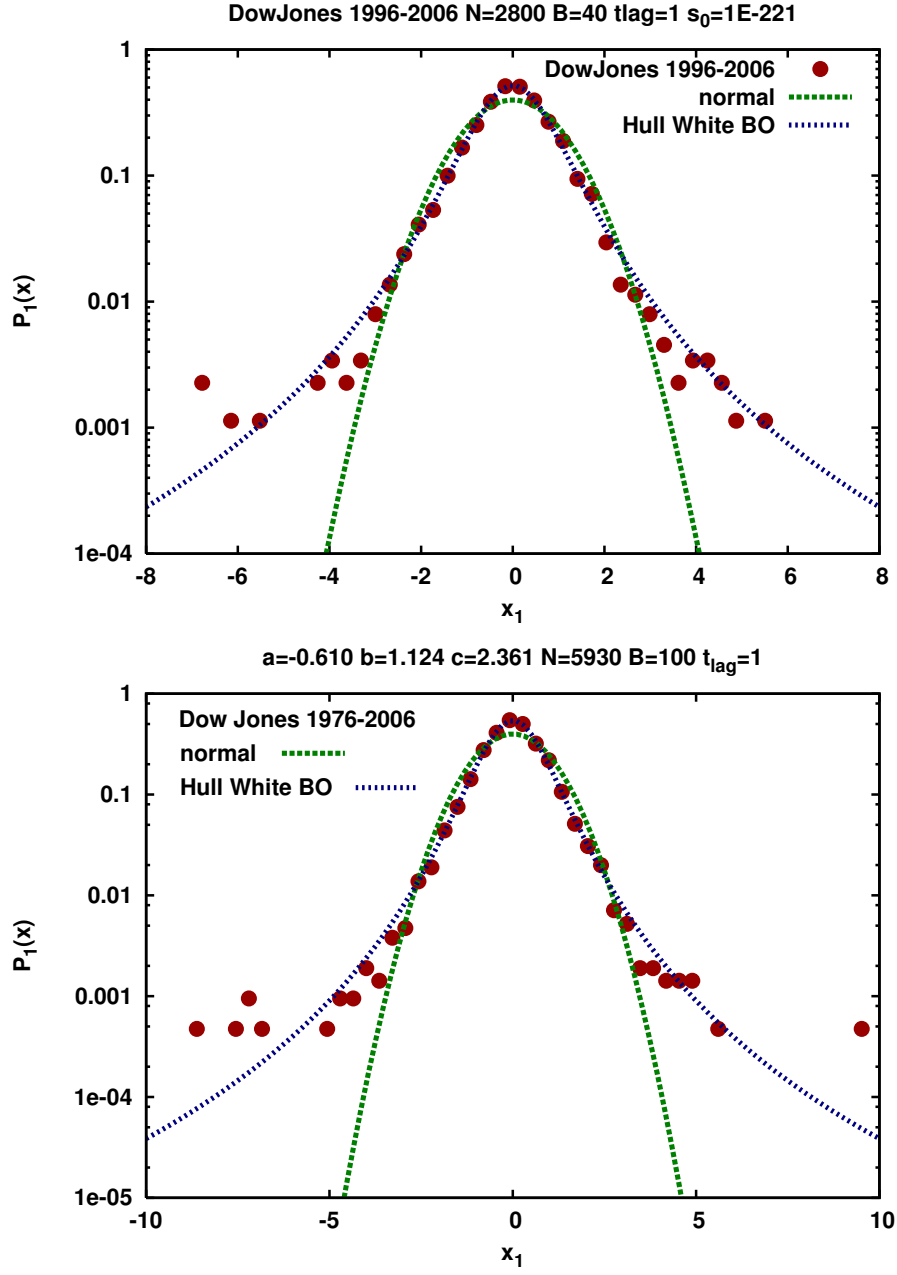 DowJones 1996-2006 N=2800 B=40 tlag=1 s0=1E-221
DowJones 1996-2006
normal
Hull White BO
1
0.1
0.01
0.001
1e-04
P1(x)
-8 -6 -4 -2 0 2 4 6 8
x1
a=-0.610 b=1.124 c=2.361 N=5930 B=100 tlag=1
Dow Jones 1976-2006
normal
Hull White BO
1
0.1
0.01
0.001
1e-04
1e-05
P1(x)
-10 -5 0 5 10
x1